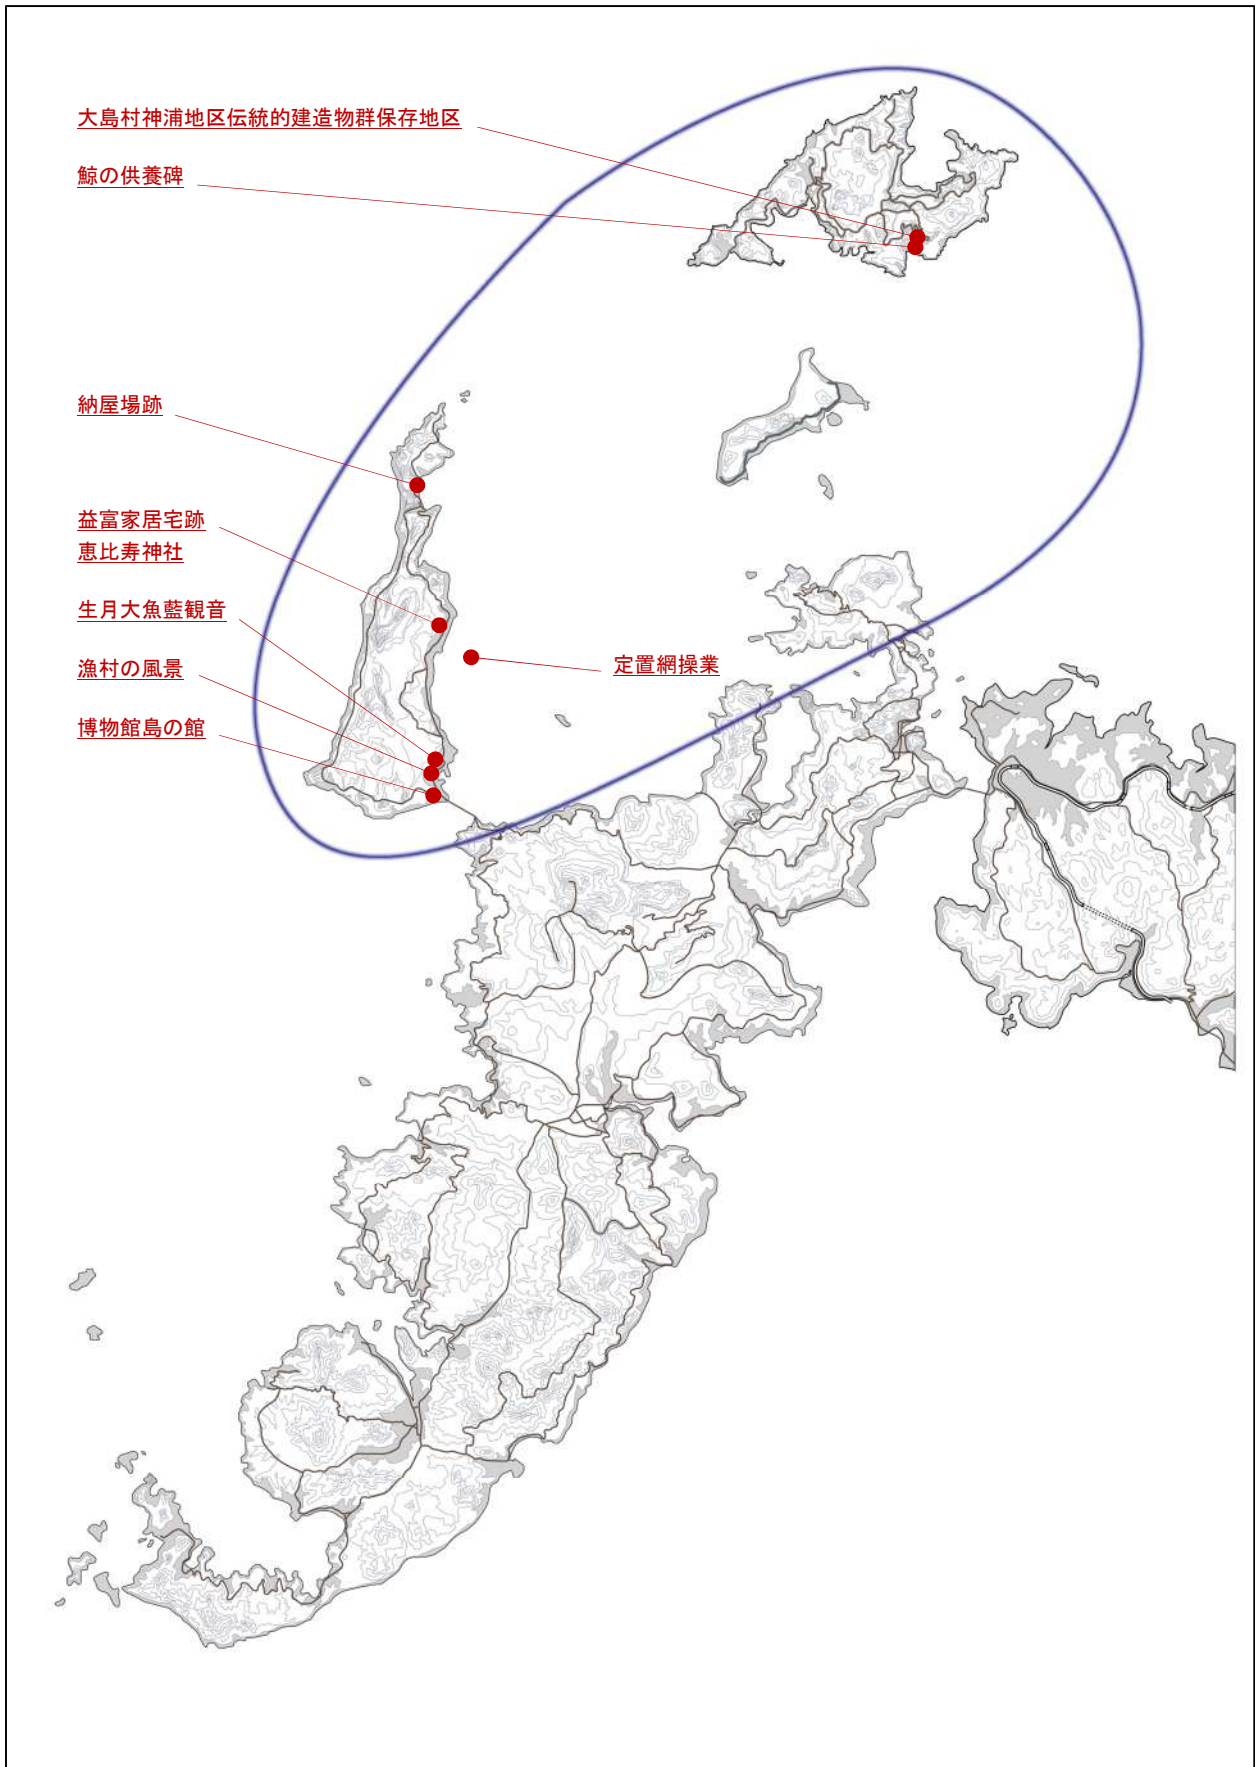 大島村神浦地区伝統的建造物群保存地区
鯨の供養碑
納屋場跡
益富家居宅跡
恵比寿神社
生月大魚藍観音
漁村の風景
定置網操業
博物館島の館